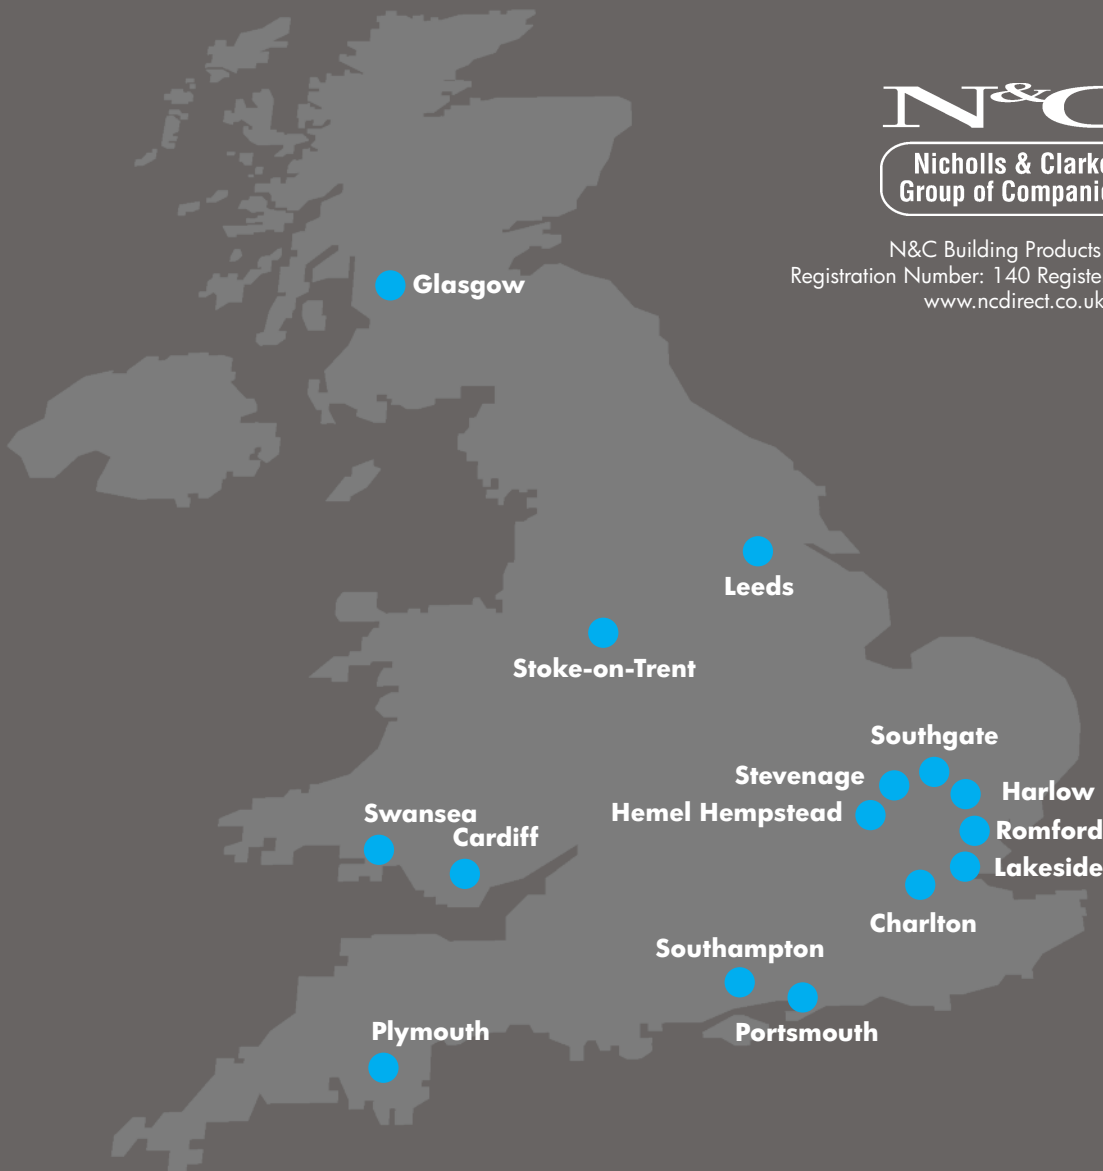 N&C
Nicholls & Clarke
Group of Compani
N&C Building Products
Registration Number: 140 Registe
www.ncdirect.co.uk
Glasgow
Leeds
Stoke-on-Trent
Southgate
Stevenage
Harlow
Hemel Hempstead
Swansea
Romford
Cardiff
Lakeside
Charlton
Southampton
Plymouth
Portsmouth